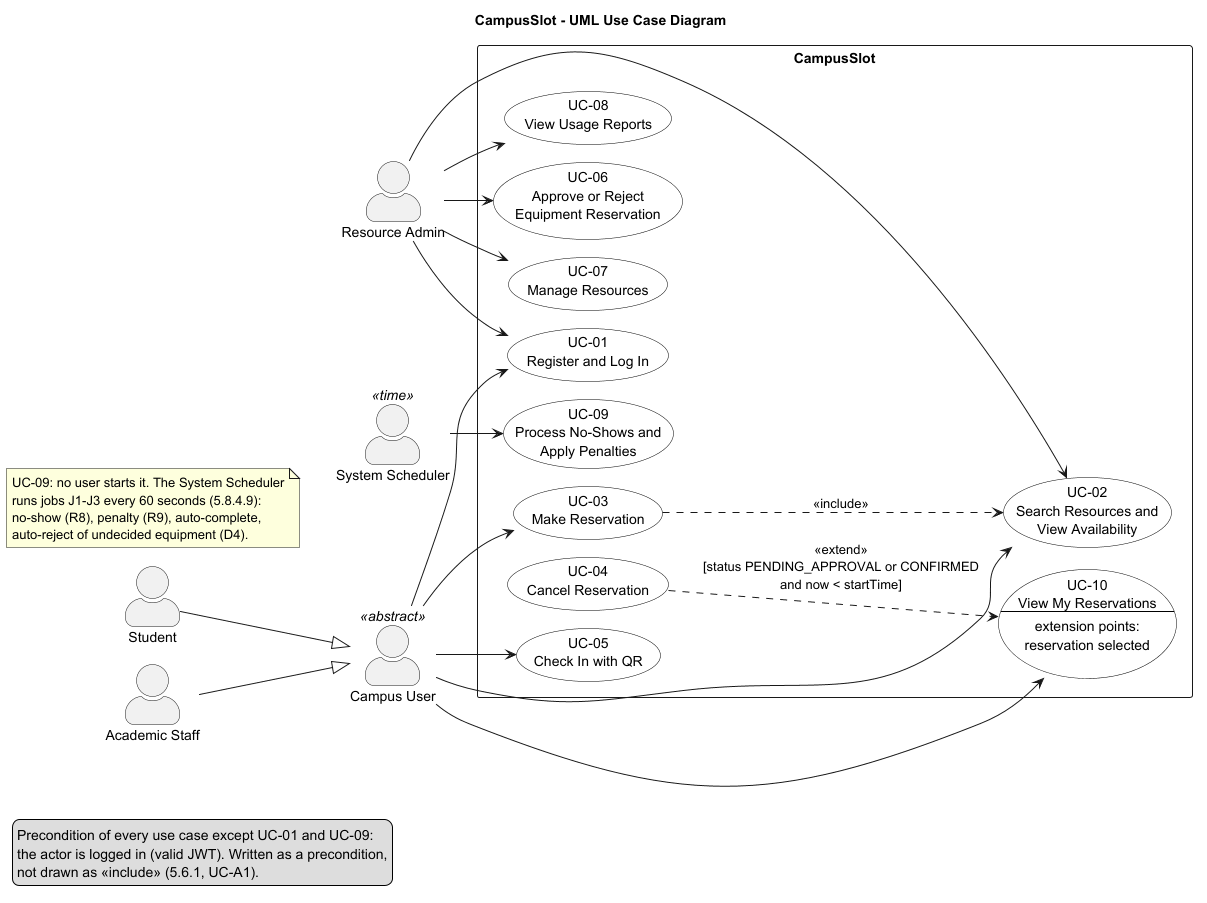 CampusSlot - UML Use Case Diagram
CampusSlot
UC-08
View Usage Reports
UC-06
Approve or Reject
Equipment Reservation
Resource Admin
UC-07
Manage Resources
UC-01
Register and Log In
«time»
System Scheduler
UC-09
Process No-Shows and
Apply Penalties
UC-09: no user starts it. The System Scheduler
runs jobs J1-J3 every 60 seconds (5.8.4.9):
no-show (R8), penalty (R9), auto-complete,
auto-reject of undecided equipment (D4).
UC-03
Make Reservation
«include»
UC-02
Search Resources and
View Availability
«extend»
[status PENDING_APPROVAL or CONFIRMED
and now < startTime]
UC-04
Cancel Reservation
UC-10
View My Reservations
extension points:
reservation selected
Student
«abstract»
Campus User
UC-05
Check In with QR
Academic Staff
Precondition of every use case except UC-01 and UC-09:
the actor is logged in (valid JWT). Written as a precondition,
not drawn as «include» (5.6.1, UC-A1).